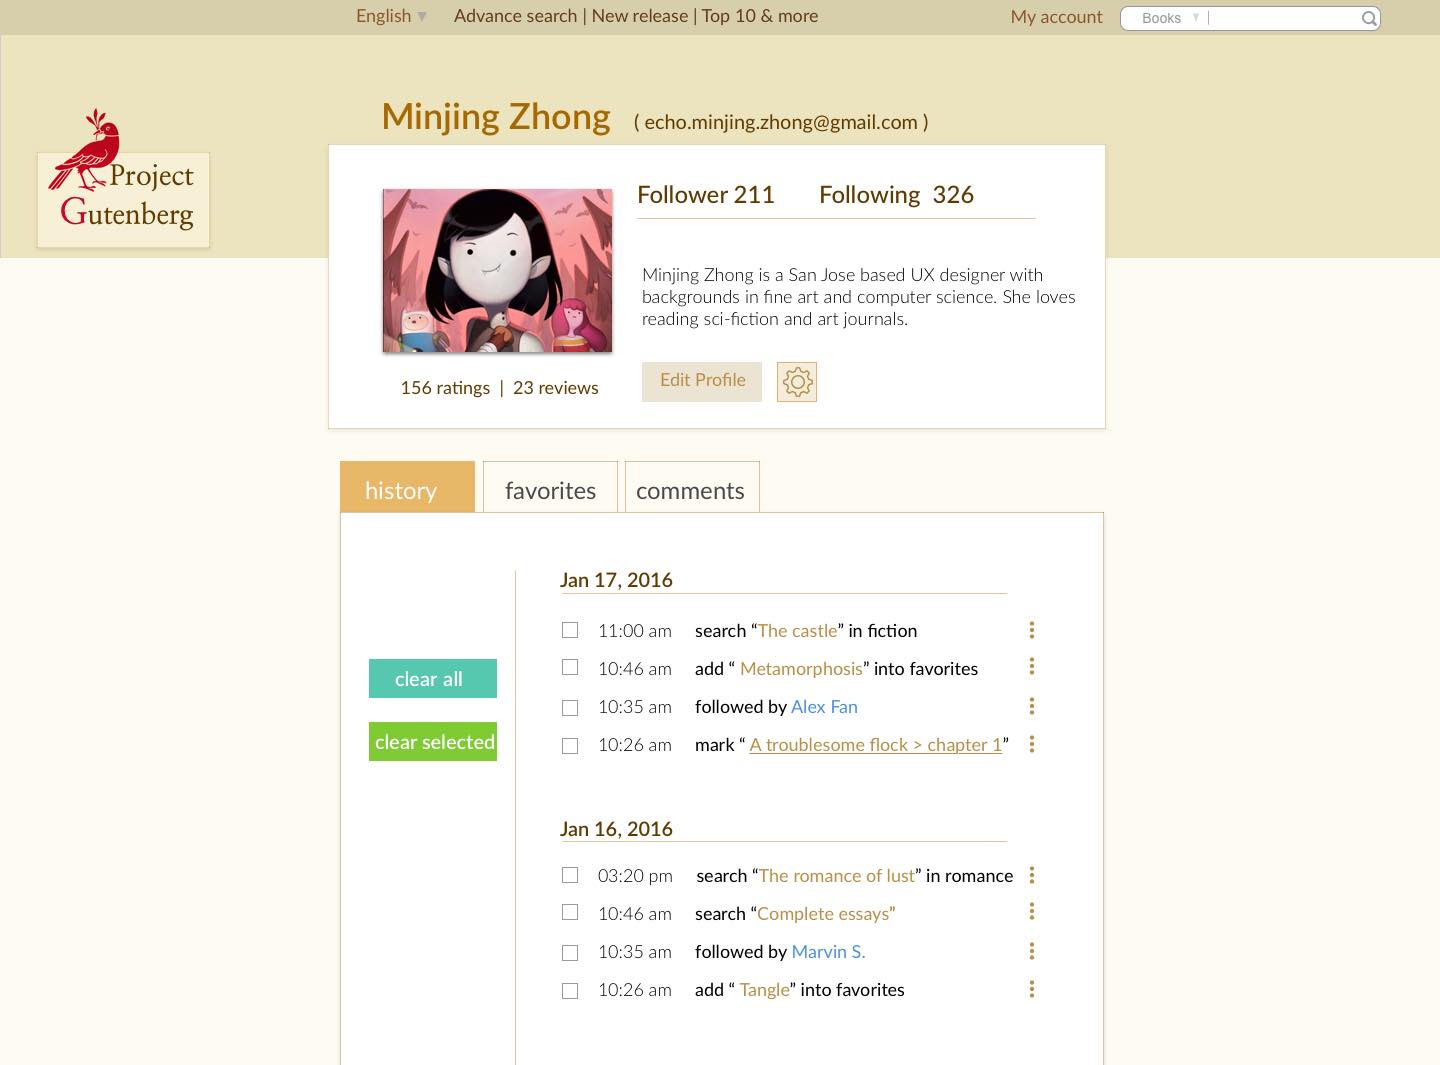 English ▼ Advance search | New release | Top 10 & more My account Books ▼
Minjing Zhong ( echo.minjing.zhong@gmail.com )
Project
Gutenberg
Follower 211 Following 326
Minjing Zhong is a San Jose based UX designer with
backgrounds in fine art and computer science. She loves
reading sci-fiction and art journals.
156 ratings | 23 reviews
Edit Profile
history favorites comments
clear all
clear selected
Jan 17, 2016
11:00 am search “The castle” in fiction
10:46 am add “ Metamorphosis” into favorites
10:35 am followed by Alex Fan
10:26 am mark “ A troublesome flock > chapter 1”
Jan 16, 2016
03:20 pm search “The romance of lust” in romance
10:46 am search “Complete essays”
10:35 am followed by Marvin S.
10:26 am add “ Tangle” into favorites